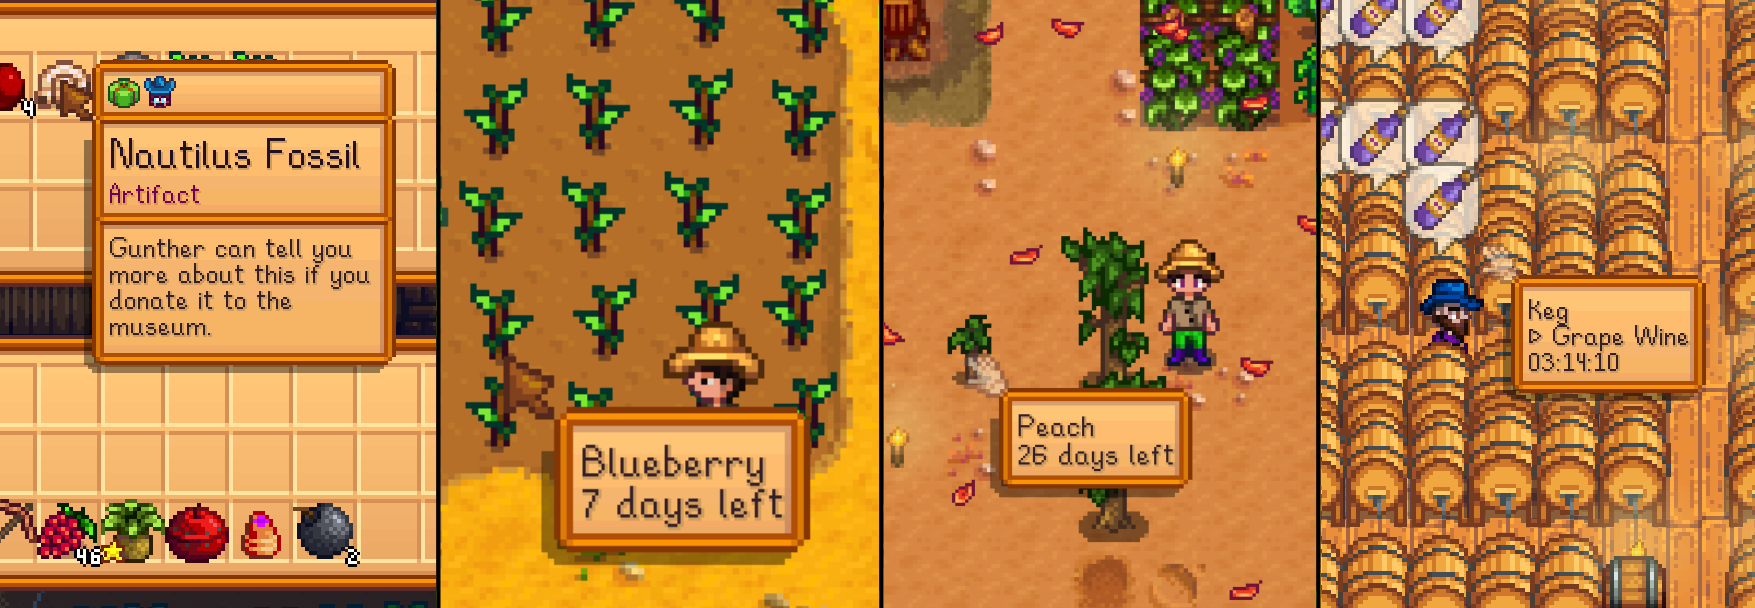 4
Nautilus Fossil
Artifact
Gunther can tell you
more about this if you
donate it to the
museum.
46
2
Blueberry
7 days left
Peach
26 days left
Keg
▷ Grape Wine
03:14:10